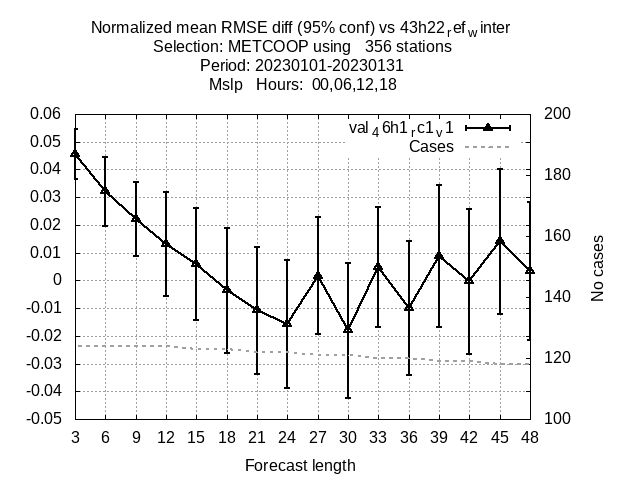 Normalized mean RMSE diff (95% conf) vs 43h22refwinter
Selection: METCOOP using 356 stations
Period: 20230101-20230131
Mslp Hours: 00,06,12,18
val46h1rc1v1
Cases
0.06
0.05
0.04
0.03
0.02
0.01
0
-0.01
-0.02
-0.03
-0.04
-0.05
200
180
160
140
120
100
No cases
3 6 9 12 15 18 21 24 27 30 33 36 39 42 45 48
Forecast length